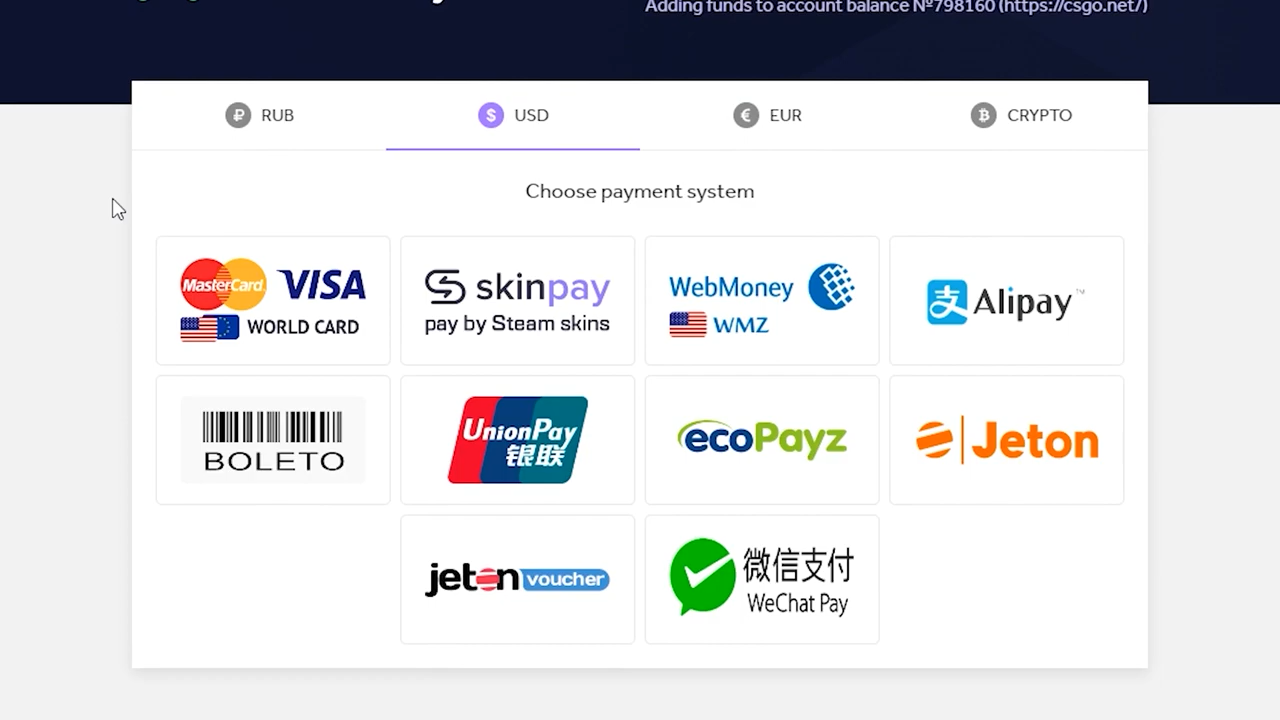 Adding funds to account balance №798160 (https://csgo.net/)
RUB
USD
EUR
CRYPTO
Choose payment system
MasterCard VISA
WORLD CARD
skinpay
pay by Steam skins
WebMoney
WMZ
支 Alipay™
BOLETO
UnionPay
银联
ecoPayz
Jeton
jeton voucher
微信支付
WeChat Pay